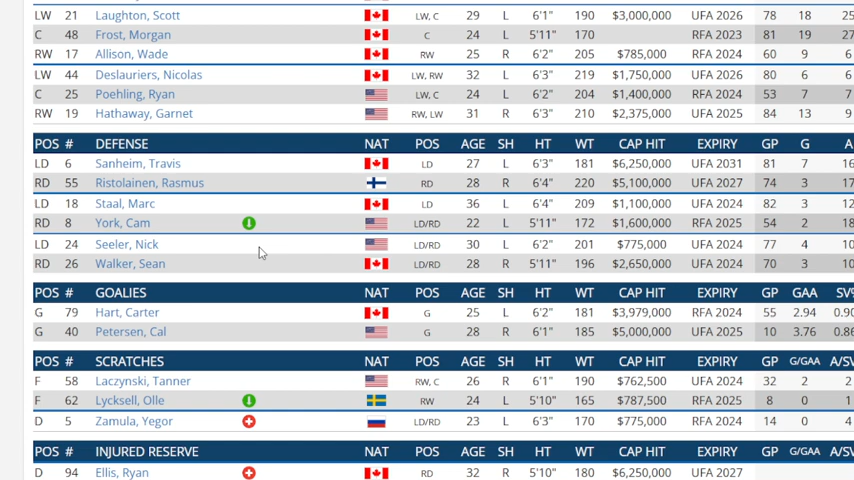 LW 21 Laughton, Scott LW, C 29 L 6'1" 190 $3,000,000 UFA 2026 78 18 25
C 48 Frost, Morgan C 24 L 5'11" 170 RFA 2023 81 19 27
RW 17 Allison, Wade RW 25 R 6'2" 205 $785,000 RFA 2024 60 9 6
LW 44 Deslauriers, Nicolas LW, RW 32 L 6'3" 219 $1,750,000 UFA 2026 80 6 6
C 25 Poehling, Ryan LW, C 24 L 6'2" 204 $1,400,000 RFA 2024 53 7 7
RW 19 Hathaway, Garnet RW, LW 31 R 6'3" 210 $2,375,000 UFA 2025 84 13 9
POS # DEFENSE NAT POS AGE SH HT WT CAP HIT EXPIRY GP G A
LD 6 Sanheim, Travis LD 27 L 6'3" 181 $6,250,000 UFA 2031 81 7 16
RD 55 Ristolainen, Rasmus RD 28 R 6'4" 220 $5,100,000 UFA 2027 74 3 17
LD 18 Staal, Marc LD 36 L 6'4" 209 $1,100,000 UFA 2024 82 3 12
RD 8 York, Cam LD/RD 22 L 5'11" 172 $1,600,000 RFA 2025 54 2 18
LD 24 Seeler, Nick LD/RD 30 L 6'2" 201 $775,000 UFA 2024 77 4 10
RD 26 Walker, Sean LD/RD 28 R 5'11" 196 $2,650,000 UFA 2024 70 3 10
POS # GOALIES NAT POS AGE SH HT WT CAP HIT EXPIRY GP GAA SV%
G 79 Hart, Carter G 25 L 6'2" 181 $3,979,000 RFA 2024 55 2.94 0.90
G 40 Petersen, Cal G 28 R 6'1" 185 $5,000,000 UFA 2025 10 3.76 0.86
POS # SCRATCHES NAT POS AGE SH HT WT CAP HIT EXPIRY GP G/GAA A/SV
F 58 Laczynski, Tanner RW, C 26 R 6'1" 190 $762,500 UFA 2024 32 2 2
F 62 Lycksell, Olle RW 24 L 5'10" 165 $787,500 RFA 2024 8 0 1
D 5 Zamula, Yegor LD/RD 23 L 6'3" 170 $775,000 RFA 2024 14 0 4
POS # INJURED RESERVE NAT POS AGE SH HT WT CAP HIT EXPIRY GP G/GAA A/SV
D 94 Ellis, Ryan RD 32 R 5'10" 180 $6,250,000 UFA 2027